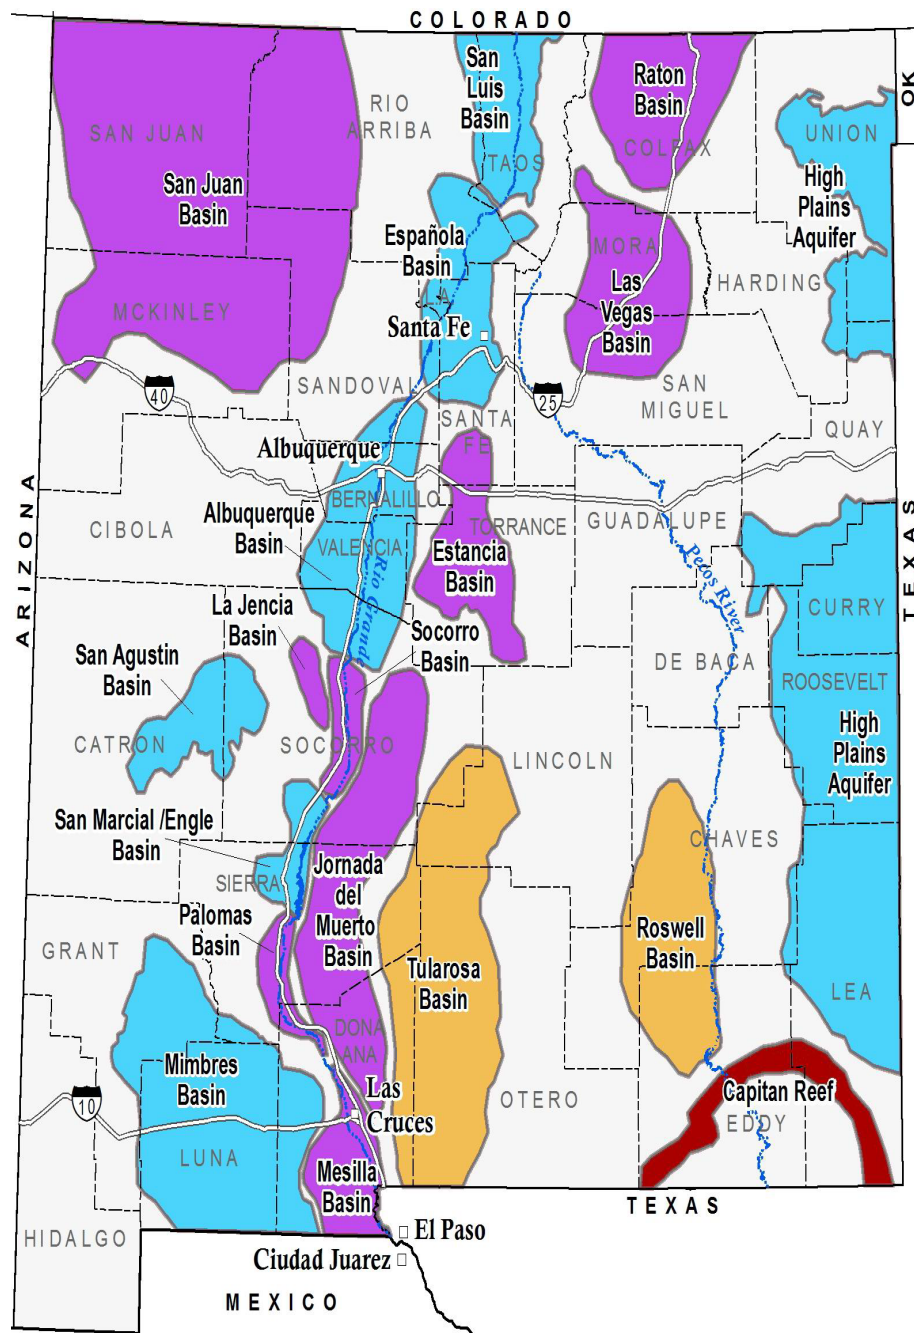 COLORADO
OK
San
Luis
Basin
Raton
Basin
RIO
ARRIBA
SAN JUAN
UNION
COLFAX
TAOS
San Juan
Basin
High
Plains
Aquifer
Española
Basin
MORA
HARDING
Las
Vegas
Basin
L.A.
MCKINLEY
Santa Fe
40
SANDOVAL
25
SAN
MIGUEL
SANTA
FE
QUAY
Albuquerque
BERNALILLO
ARIZONA
CIBOLA
Albuquerque
Basin
VALENCIA
TORRANCE
GUADALUPE
TEXAS
Estancia
Basin
Rio Grande
Pecos River
La Jencia
Basin
CURRY
Socorro
Basin
San Agustin
Basin
DE BACA
ROOSEVELT
CATRON
SOCORRO
LINCOLN
High
Plains
Aquifer
San Marcial /Engle
Basin
CHAVES
SIERRA
Jornada
del
Muerto
Basin
Palomas
Basin
Roswell
Basin
GRANT
Tularosa
Basin
LEA
DONA
ANA
Mimbres
Basin
10
Las
Cruces
OTERO
Capitan Reef
EDDY
LUNA
Mesilla
Basin
TEXAS
HIDALGO
El Paso
Ciudad Juarez
MEXICO